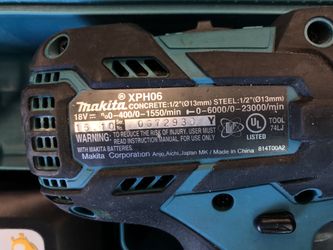 XPH06
makita CONCRETE:1/2"(Ø13mm) STEEL:1/2"(Ø13mm)
18V ⎓ n₀0-400/0-1550/min 0-6000/0-23000/min
WARNING
TO REDUCE THE RISK OF INJURY, USER MUST
READ INSTRUCTION MANUAL. FOR USE ONLY
WITH MAKITA BATTERIES.
C UL US
LISTED
TOOL
74LJ
Makita Corporation Anjo, Aichi, Japan MK / Made in China
814T00A2